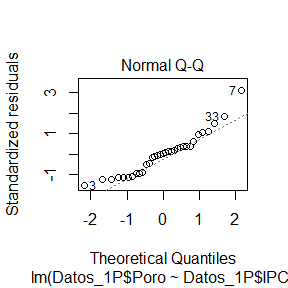 Normal Q-Q
Standardized residuals
3
1
-1
7
33
3
-2 -1 0 1 2
Theoretical Quantiles
lm(Datos_1P$Poro ~ Datos_1P$IPC